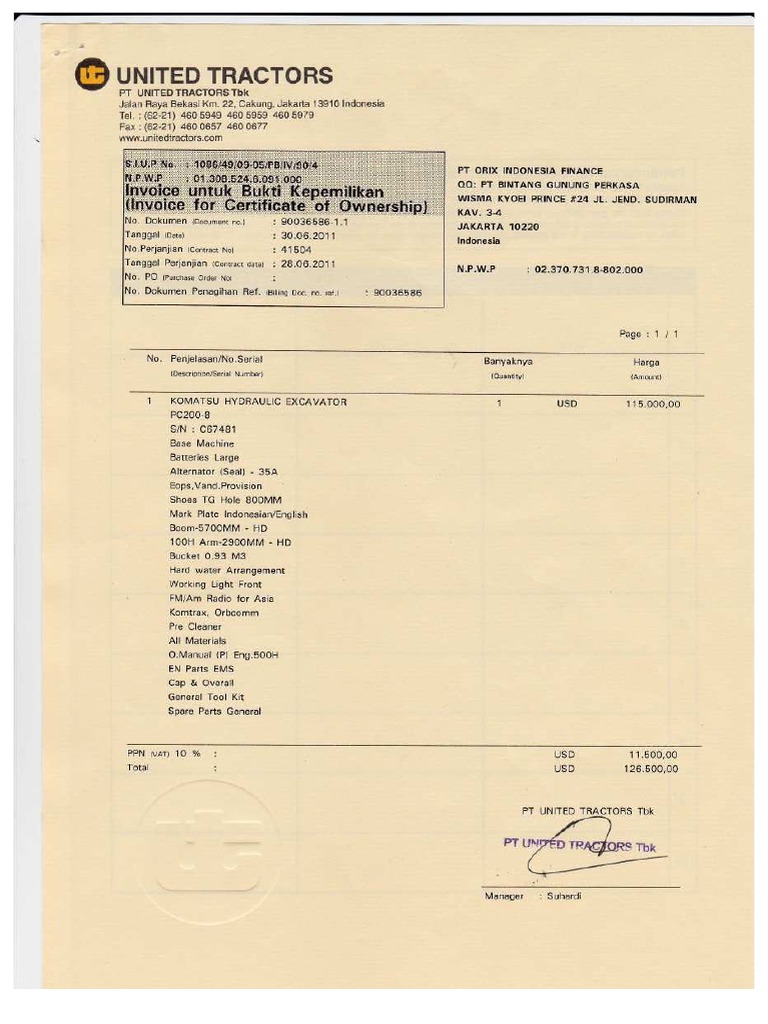 UNITED TRACTORS
PT UNITED TRACTORS Tbk
Jalan Raya Bekasi Km. 22, Cakung, Jakarta 13910 Indonesia
Tel. : (62-21) 460 5949 460 5959 460 5979
Fax : (62-21) 460 0657 460 0677
www.unitedtractors.com
S.I.U.P No. : 1086/49/09-05/PB/IV/90/4
N.P.W.P : 01.308.524.6.091.000
Invoice untuk Bukti Kepemilikan
(Invoice for Certificate of Ownership)
No. Dokumen (Document no.) : 90036586-1.1
Tanggal (Date) : 30.06.2011
No.Perjanjian (Contract No) : 41504
Tanggal Perjanjian (Contract date) : 28.06.2011
No. PO (Purchase Order No) :
No. Dokumen Penagihan Ref. (Billing Doc. no. ref.) : 90036586
PT ORIX INDONESIA FINANCE
QQ: PT BINTANG GUNUNG PERKASA
WISMA KYOEI PRINCE #24 JL. JEND. SUDIRMAN
KAV. 3-4
JAKARTA 10220
Indonesia
N.P.W.P : 02.370.731.8-802.000
Page : 1 / 1
No. Penjelasan/No.Serial Banyaknya Harga
(Description/Serial Number) (Quantity) (Amount)
1 KOMATSU HYDRAULIC EXCAVATOR 1 USD 115.000,00
PC200-8
S/N : C67481
Base Machine
Batteries Large
Alternator (Seal) - 35A
Eops,Vand.Provision
Shoes TG Hole 800MM
Mark Plate Indonesian/English
Boom-5700MM - HD
100H Arm-2900MM - HD
Bucket 0.93 M3
Hard water Arrangement
Working Light Front
FM/Am Radio for Asia
Komtrax, Orbcomm
Pre Cleaner
All Materials
O.Manual (P) Eng.500H
EN Parts EMS
Cap & Overall
General Tool Kit
Spare Parts General
PPN (VAT) 10 % : USD 11.500,00
Total : USD 126.500,00
PT UNITED TRACTORS Tbk
PT UNITED TRACTORS Tbk
Manager : Suhardi